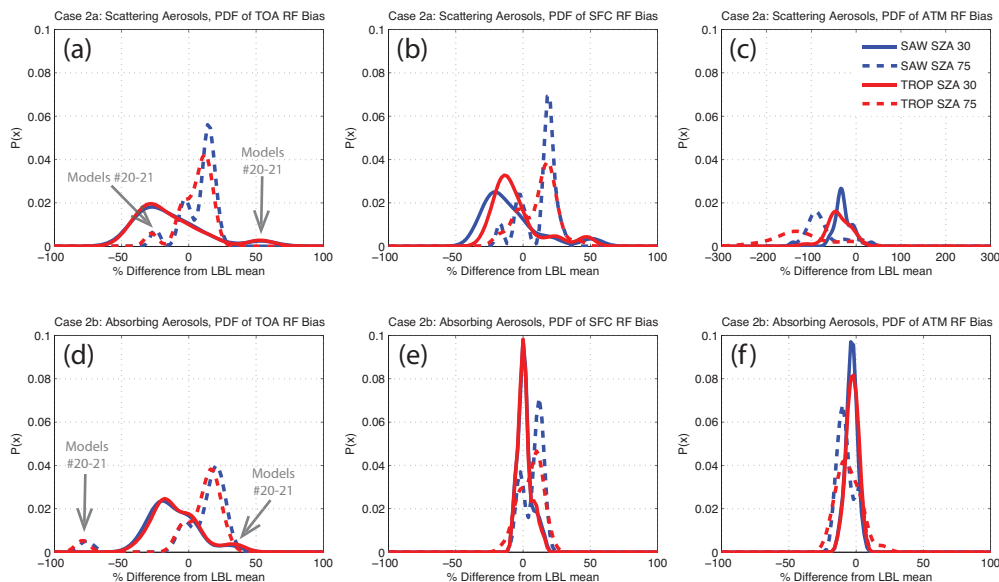 Case 2a: Scattering Aerosols, PDF of TOA RF Bias
Case 2a: Scattering Aerosols, PDF of SFC RF Bias
Case 2a: Scattering Aerosols, PDF of ATM RF Bias
(a)
(b)
(c)
SAW SZA 30
SAW SZA 75
TROP SZA 30
TROP SZA 75
0.1
0.08
0.06
0.04
0.02
0
P(x)
Models #20-21
Models
#20-21
−100 −50 0 50 100
% Difference from LBL mean
0.1
0.08
0.06
0.04
0.02
0
P(x)
−100 −50 0 50 100
% Difference from LBL mean
0.1
0.08
0.06
0.04
0.02
0
P(x)
−300 −200 −100 0 100 200 300
% Difference from LBL mean
Case 2b: Absorbing Aerosols, PDF of TOA RF Bias
Case 2b: Absorbing Aerosols, PDF of SFC RF Bias
Case 2b: Absorbing Aerosols, PDF of ATM RF Bias
(d)
(e)
(f)
0.1
0.08
0.06
0.04
0.02
0
P(x)
Models
#20-21
Models
#20-21
−100 −50 0 50 100
% Difference from LBL mean
0.1
0.08
0.06
0.04
0.02
0
P(x)
−100 −50 0 50 100
% Difference from LBL mean
0.1
0.08
0.06
0.04
0.02
0
P(x)
−100 −50 0 50 100
% Difference from LBL mean